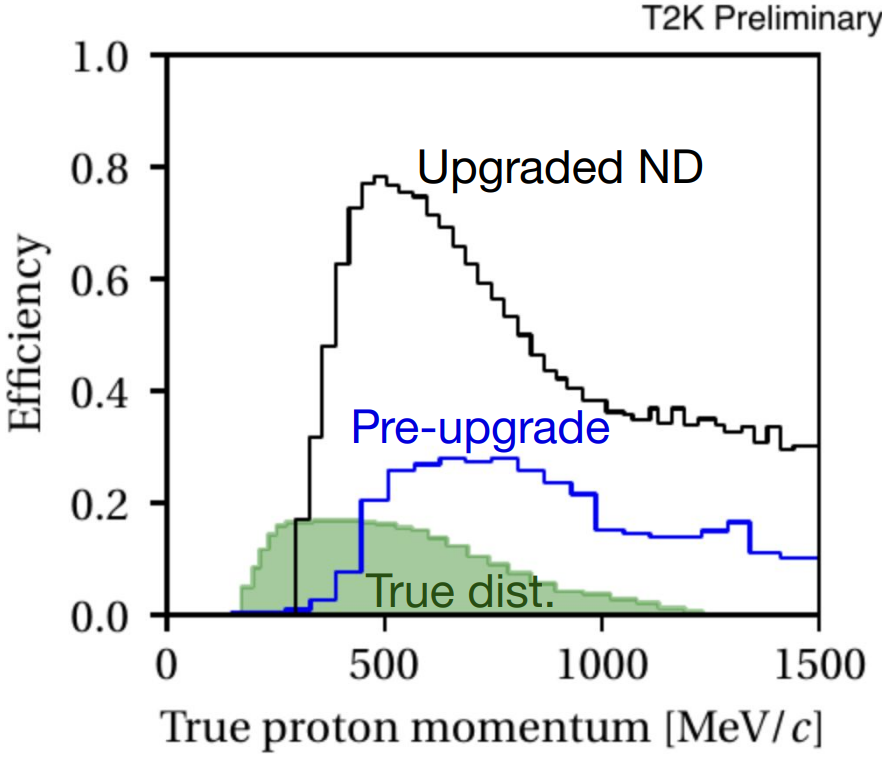 T2K Preliminary
1.0
0.8
0.6
0.4
0.2
0.0
Efficiency
Upgraded ND
Pre-upgrade
True dist.
0 500 1000 1500
True proton momentum [MeV/c]